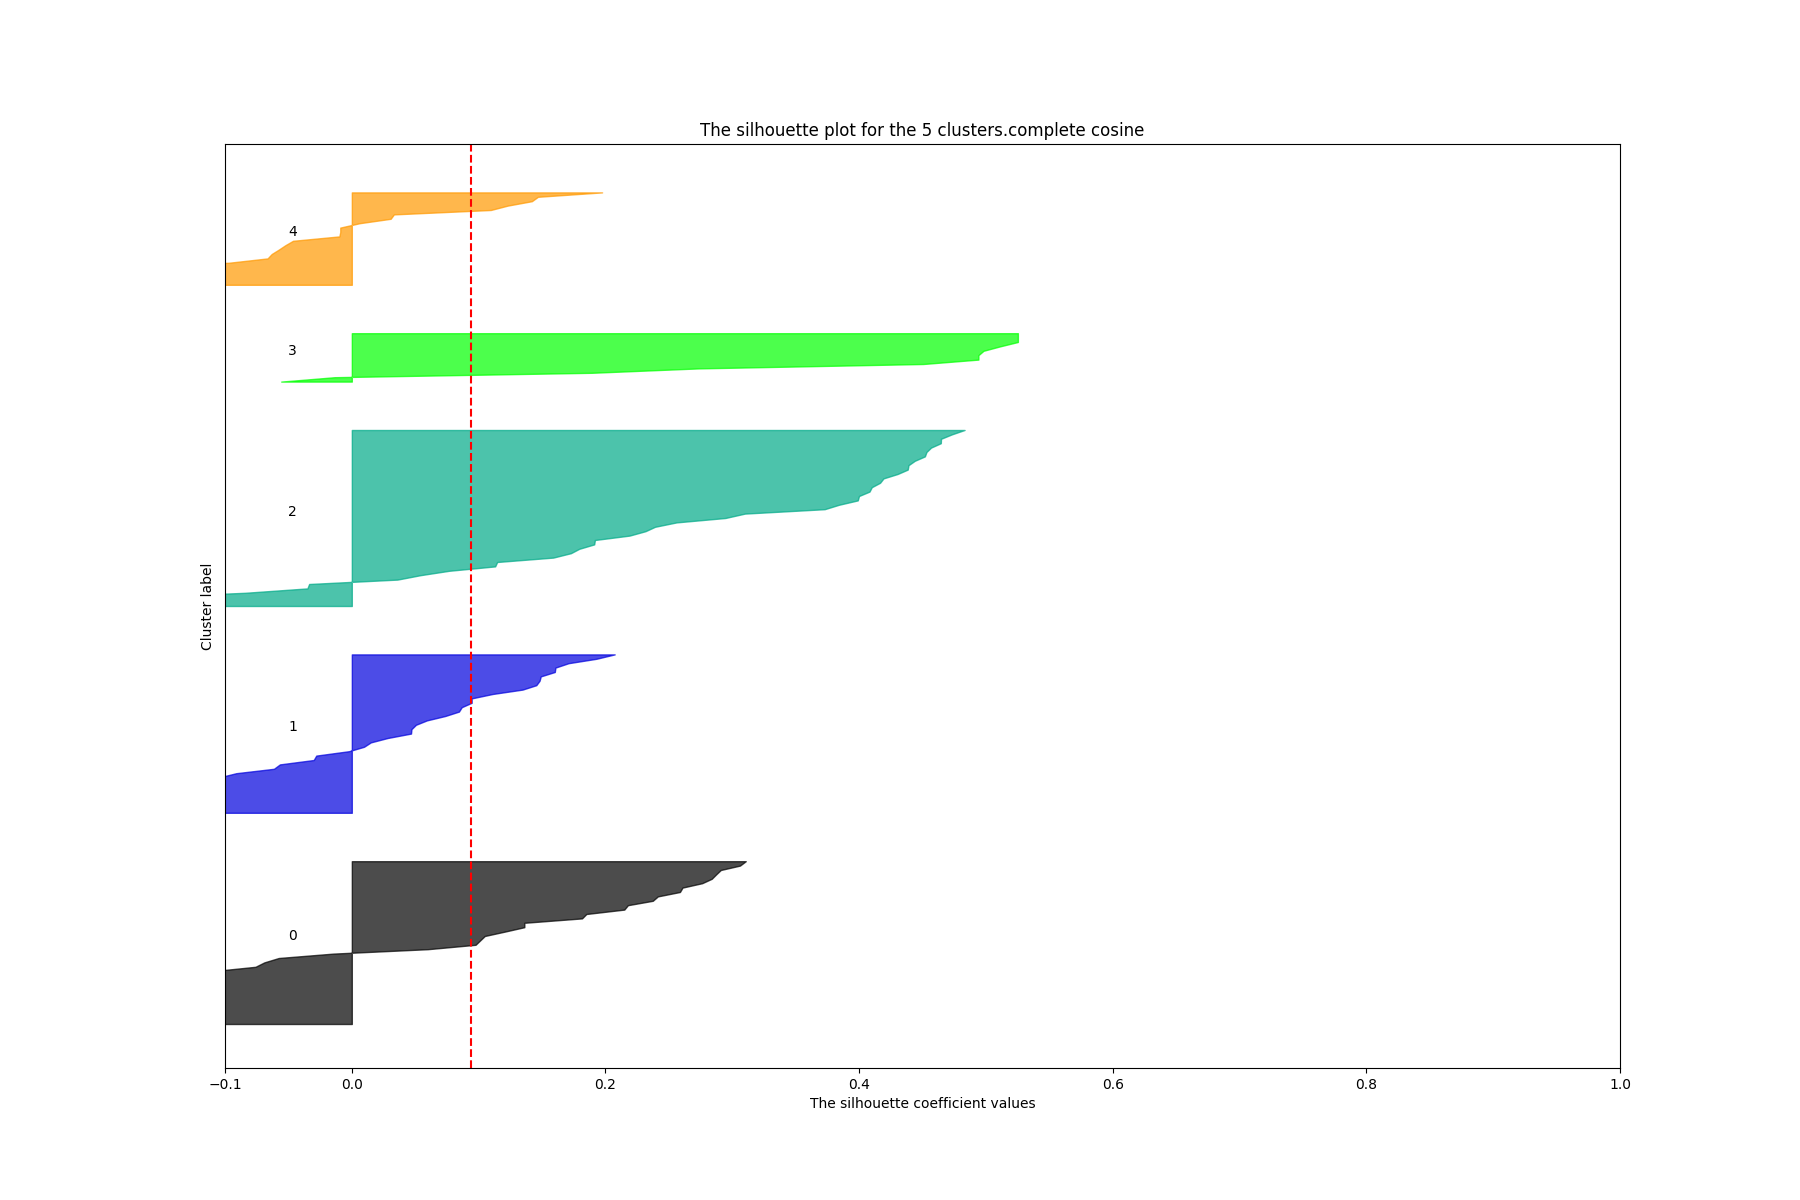 The silhouette plot for the 5 clusters.complete cosine
4
3
2
1
0
Cluster label
−0.1 0.0 0.2 0.4 0.6 0.8 1.0
The silhouette coefficient values